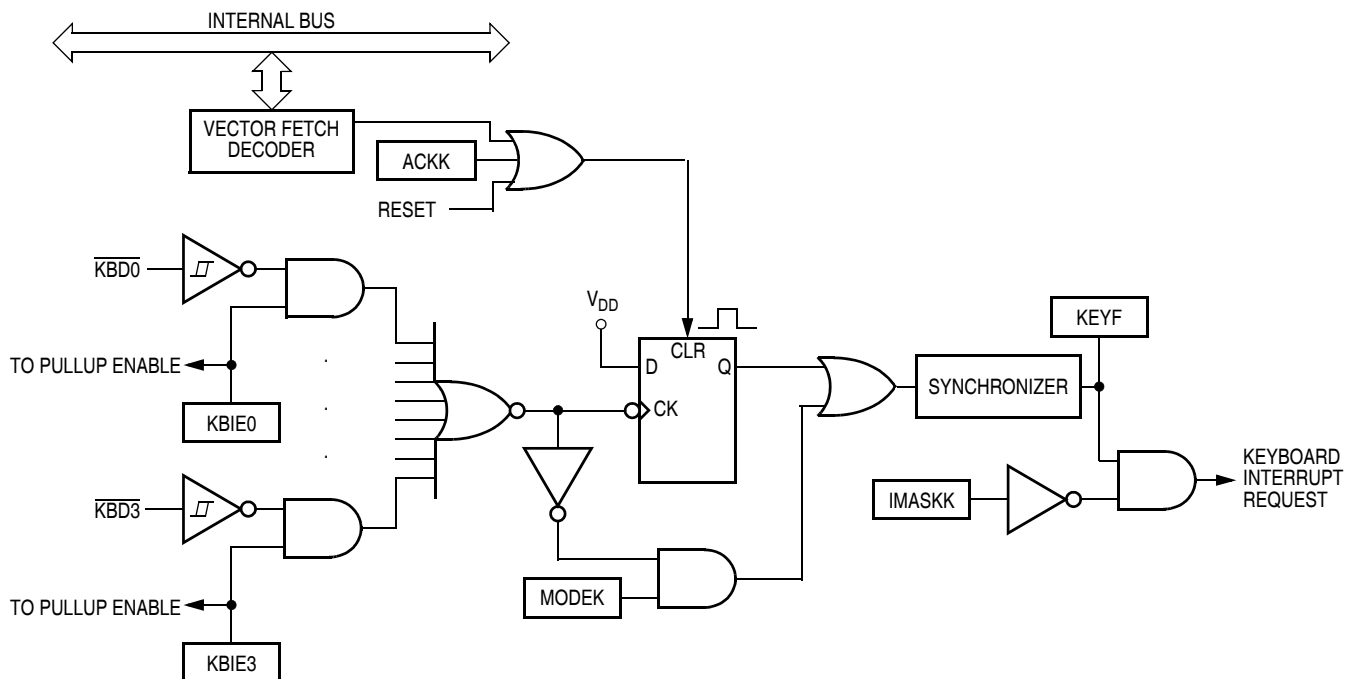 INTERNAL BUS
VECTOR FETCH
DECODER
ACKK
RESET
KBD0
TO PULLUP ENABLE
KBIE0
KBD3
TO PULLUP ENABLE
KBIE3
VDD
CLR
D
Q
CK
MODEK
SYNCHRONIZER
KEYF
IMASKK
KEYBOARD
INTERRUPT
REQUEST